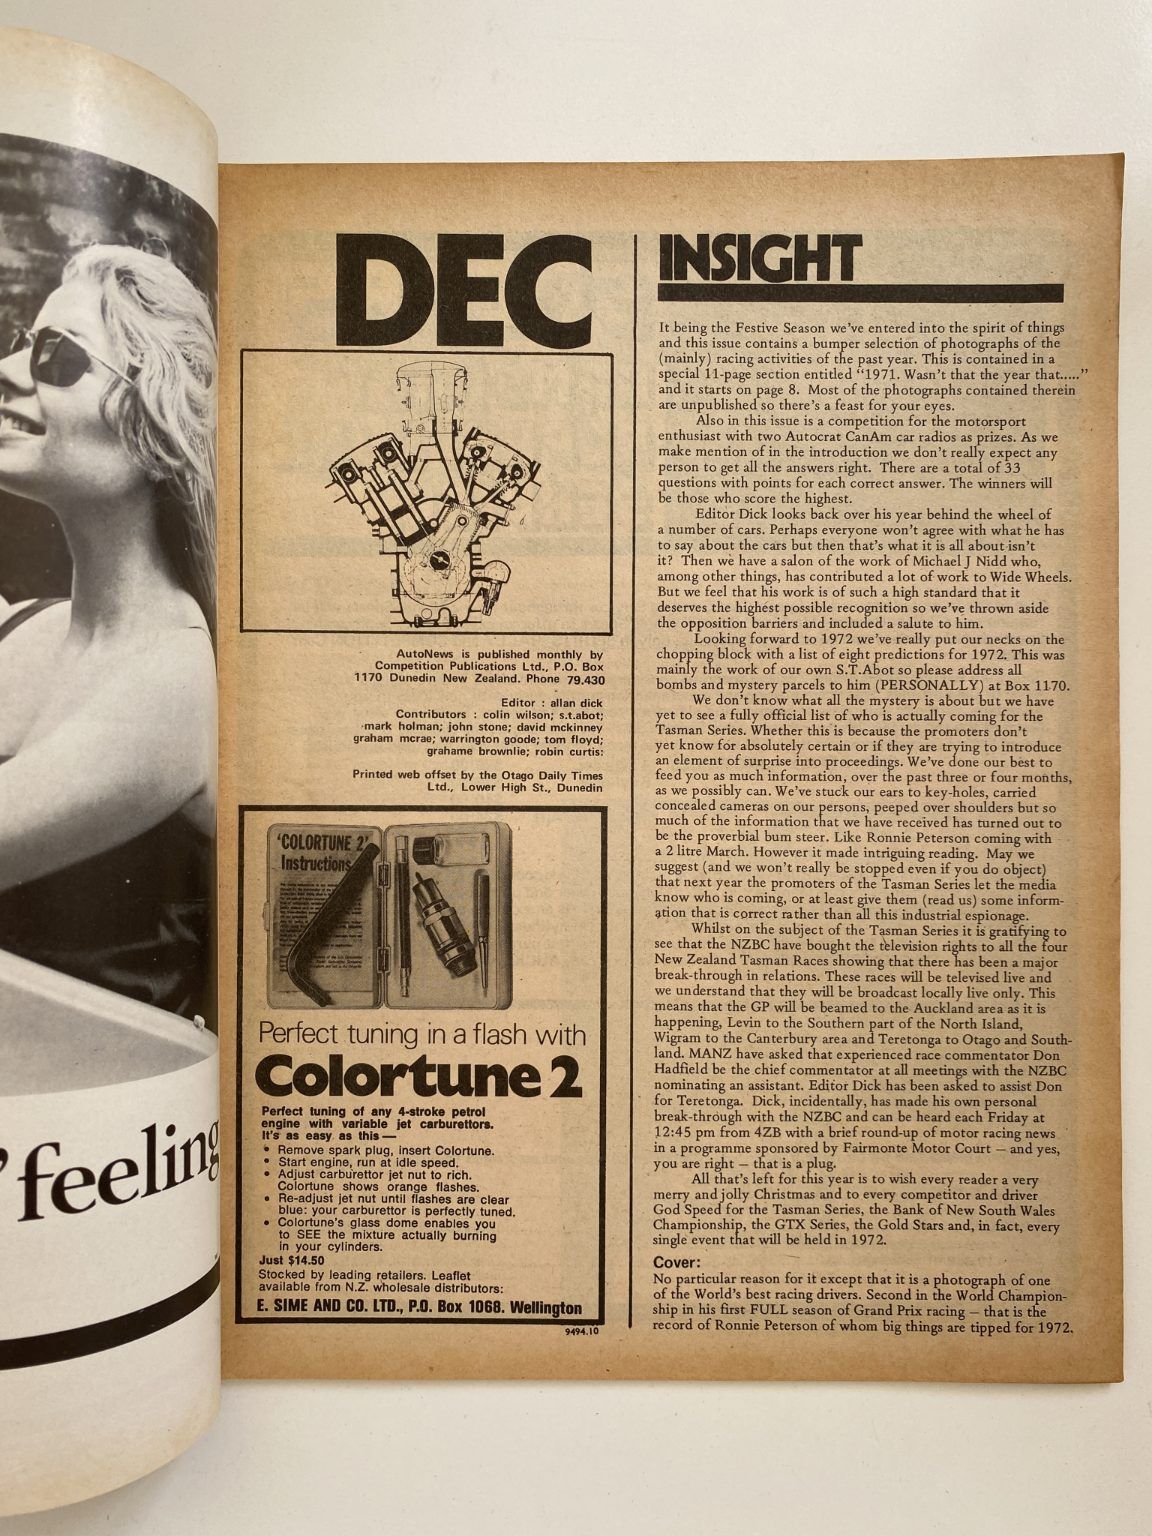 feeling
DEC
AutoNews is published monthly by
Competition Publications Ltd., P.O. Box
1170 Dunedin New Zealand. Phone 79.430
Editor : allan dick
Contributors : colin wilson; s.t.abot;
mark holman; john stone; david mckinney
graham mcrae; warrington goode; tom floyd;
grahame brownlie; robin curtis:
Printed web offset by the Otago Daily Times
Ltd., Lower High St., Dunedin
'COLORTUNE 2'
Instructions
Perfect tuning in a flash with
Colortune 2
Perfect tuning of any 4-stroke petrol
engine with variable jet carburettors.
It's as easy as this —
• Remove spark plug, insert Colortune.
• Start engine, run at idle speed.
• Adjust carburettor jet nut to rich.
Colortune shows orange flashes.
• Re-adjust jet nut until flashes are clear
blue: your carburettor is perfectly tuned.
• Colortune's glass dome enables you
to SEE the mixture actually burning
in your cylinders.
Just $14.50
Stocked by leading retailers. Leaflet
available from N.Z. wholesale distributors:
E. SIME AND CO. LTD., P.O. Box 1068. Wellington
9494.10
INSIGHT
It being the Festive Season we've entered into the spirit of things
and this issue contains a bumper selection of photographs of the
(mainly) racing activities of the past year. This is contained in a
special 11-page section entitled “1971. Wasn't that the year that.....”
and it starts on page 8. Most of the photographs contained therein
are unpublished so there's a feast for your eyes.
Also in this issue is a competition for the motorsport
enthusiast with two Autocrat CanAm car radios as prizes. As we
make mention of in the introduction we don't really expect any
person to get all the answers right. There are a total of 33
questions with points for each correct answer. The winners will
be those who score the highest.
Editor Dick looks back over his year behind the wheel of
a number of cars. Perhaps everyone won't agree with what he has
to say about the cars but then that's what it is all about isn't
it? Then we have a salon of the work of Michael J Nidd who,
among other things, has contributed a lot of work to Wide Wheels.
But we feel that his work is of such a high standard that it
deserves the highest possible recognition so we've thrown aside
the opposition barriers and included a salute to him.
Looking forward to 1972 we've really put our necks on the
chopping block with a list of eight predictions for 1972. This was
mainly the work of our own S.T.Abot so please address all
bombs and mystery parcels to him (PERSONALLY) at Box 1170.
We don't know what all the mystery is about but we have
yet to see a fully official list of who is actually coming for the
Tasman Series. Whether this is because the promoters don't
yet know for absolutely certain or if they are trying to introduce
an element of surprise into proceedings. We've done our best to
feed you as much information, over the past three or four months,
as we possibly can. We've stuck our ears to key-holes, carried
concealed cameras on our persons, peeped over shoulders but so
much of the information that we have received has turned out to
be the proverbial bum steer. Like Ronnie Peterson coming with
a 2 litre March. However it made intriguing reading. May we
suggest (and we won't really be stopped even if you do object)
that next year the promoters of the Tasman Series let the media
know who is coming, or at least give them (read us) some inform-
ation that is correct rather than all this industrial espionage.
Whilst on the subject of the Tasman Series it is gratifying to
see that the NZBC have bought the television rights to all the four
New Zealand Tasman Races showing that there has been a major
break-through in relations. These races will be televised live and
we understand that they will be broadcast locally live only. This
means that the GP will be beamed to the Auckland area as it is
happening, Levin to the Southern part of the North Island,
Wigram to the Canterbury area and Teretonga to Otago and South-
land. MANZ have asked that experienced race commentator Don
Hadfield be the chief commentator at all meetings with the NZBC
nominating an assistant. Editor Dick has been asked to assist Don
for Teretonga. Dick, incidentally, has made his own personal
break-through with the NZBC and can be heard each Friday at
12:45 pm from 4ZB with a brief round-up of motor racing news
in a programme sponsored by Fairmonte Motor Court — and yes,
you are right — that is a plug.
All that's left for this year is to wish every reader a very
merry and jolly Christmas and to every competitor and driver
God Speed for the Tasman Series, the Bank of New South Wales
Championship, the GTX Series, the Gold Stars and, in fact, every
single event that will be held in 1972.
Cover:
No particular reason for it except that it is a photograph of one
of the World's best racing drivers. Second in the World Champion-
ship in his first FULL season of Grand Prix racing — that is the
record of Ronnie Peterson of whom big things are tipped for 1972.